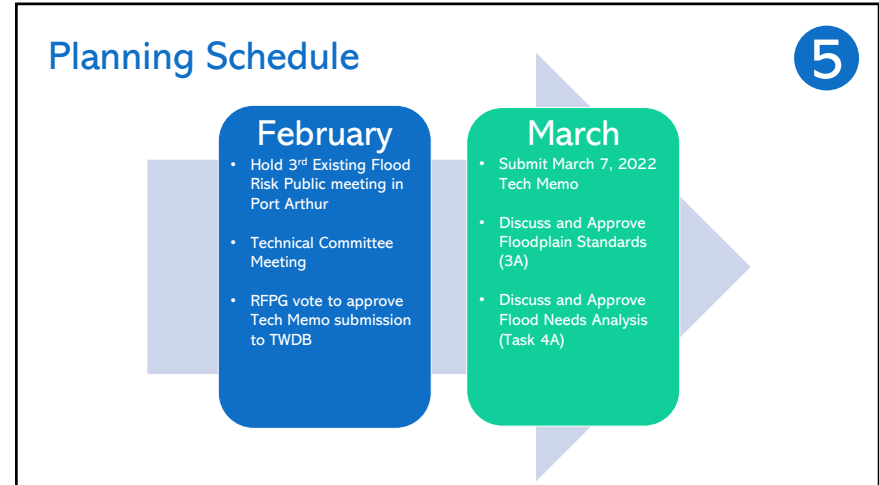 Planning Schedule
5
February
• Hold 3rd Existing Flood
Risk Public meeting in
Port Arthur
• Technical Committee
Meeting
• RFPG vote to approve
Tech Memo submission
to TWDB
March
• Submit March 7, 2022
Tech Memo
• Discuss and Approve
Floodplain Standards
(3A)
• Discuss and Approve
Flood Needs Analysis
(Task 4A)